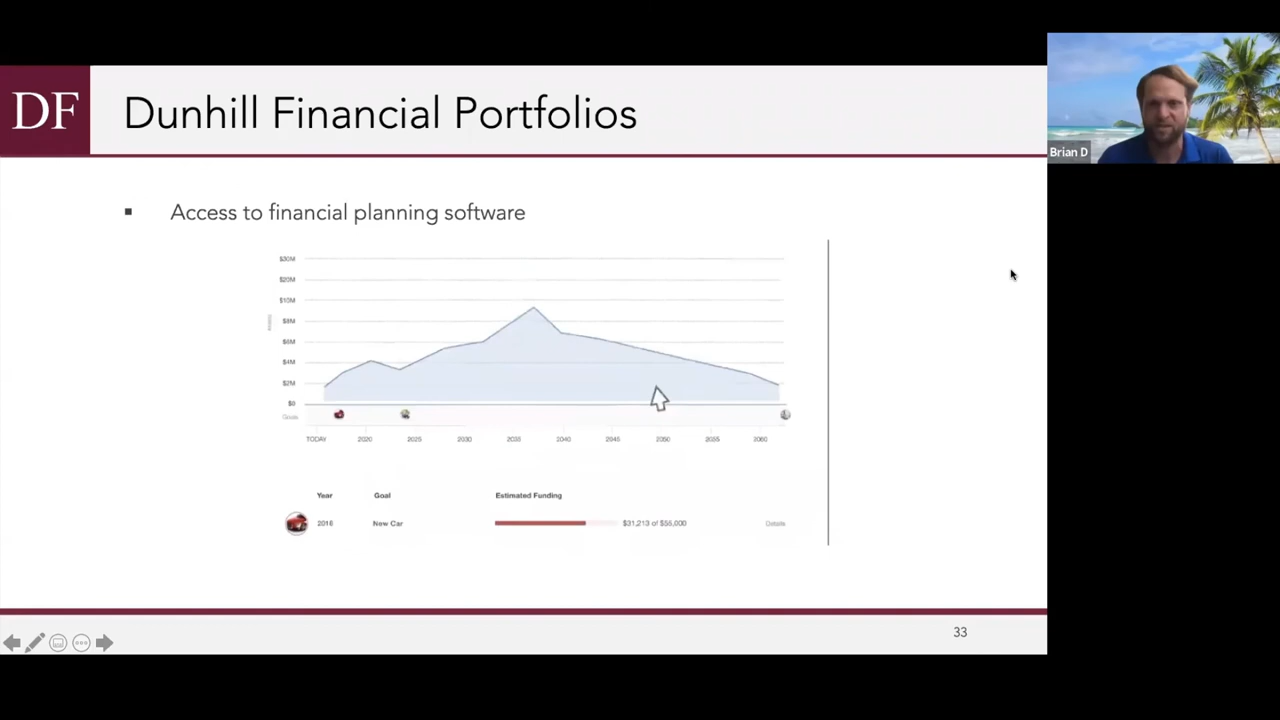 DF
Dunhill Financial Portfolios
Brian D
▪ Access to financial planning software
$30M
$20M
$10M
$8M
$6M
$4M
$2M
$0
Goals
TODAY 2020 2025 2030 2035 2040 2045 2050 2055 2060
Year Goal Estimated Funding
2016 New Car $31,213 of $55,000 Details
33